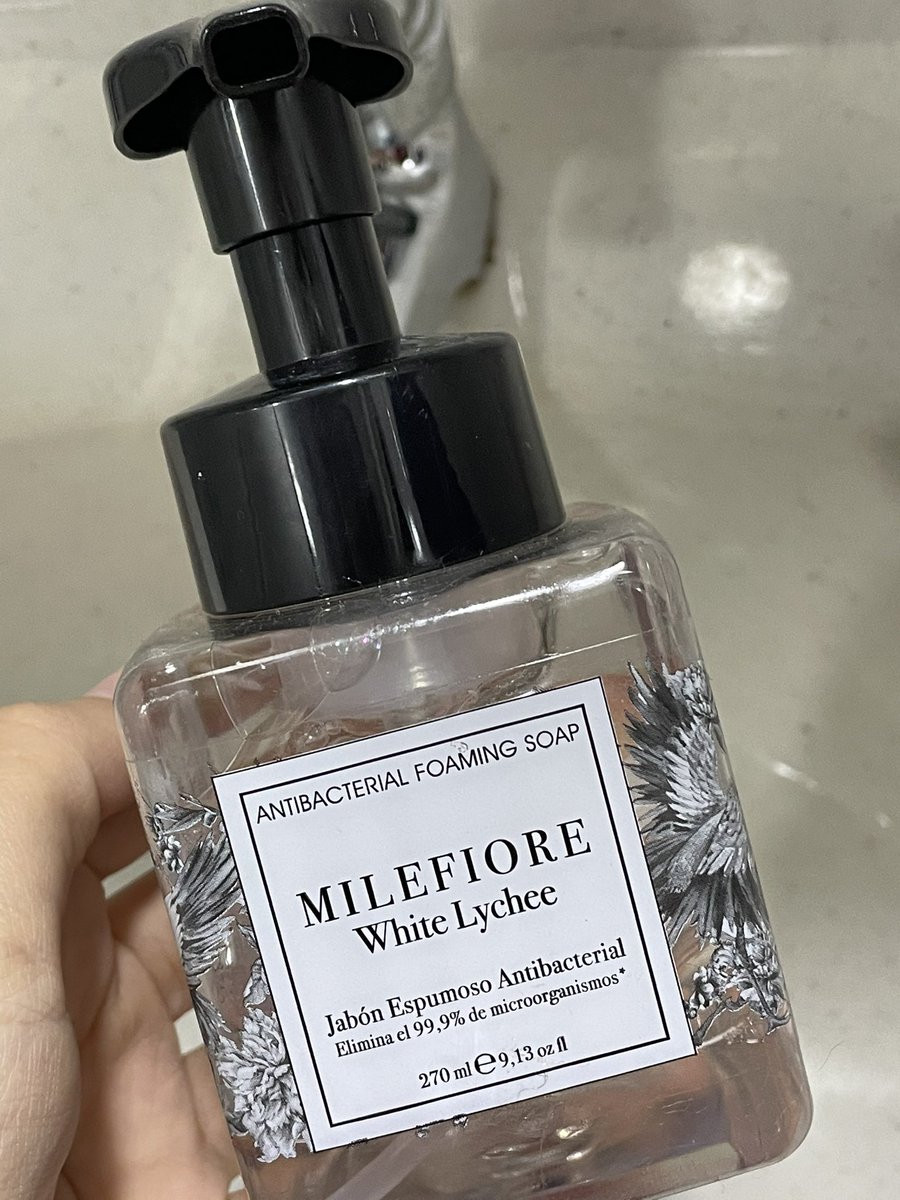 ANTIBACTERIAL FOAMING SOAP
MILEFIORE
White Lychee
Jabón Espumoso Antibacterial
Elimina el 99,9% de microorganismos*
270 ml ℮ 9,13 oz fl